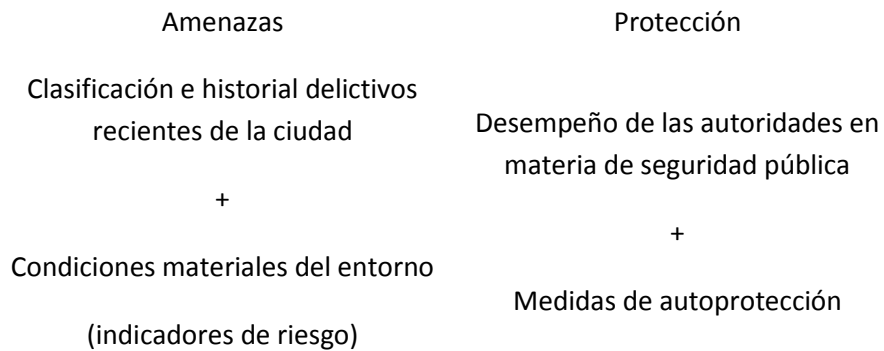 Amenazas
Clasificación e historial delictivos
recientes de la ciudad
+
Condiciones materiales del entorno
(indicadores de riesgo)
Protección
Desempeño de las autoridades en
materia de seguridad pública
+
Medidas de autoprotección